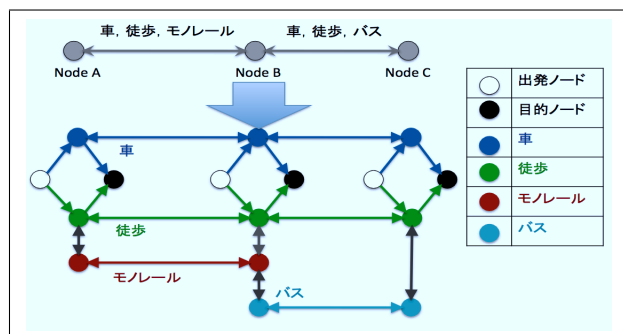 車, 徒歩, モノレール
車, 徒歩, バス
Node A
Node B
Node C
車
徒歩
モノレール
バス
出発ノード
目的ノード
車
徒歩
モノレール
バス